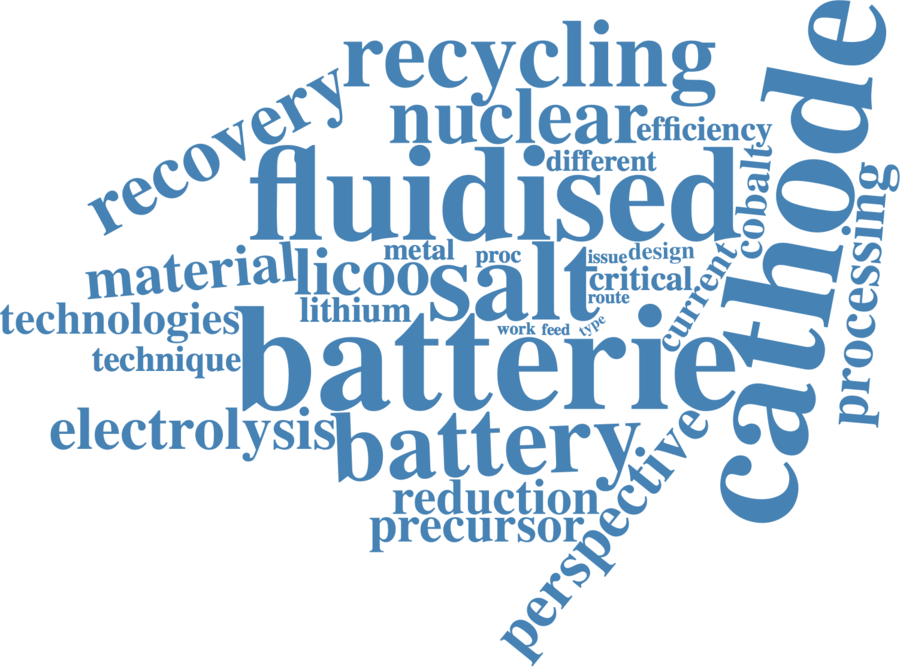 recycling
recovery
nuclear
efficiency
fluidised
different
cathode
cobalt
processing
material
licoo
metal
salt
proc
issue
design
critical
current
route
lithium
technologies
work
feed
type
technique
batterie
electrolysis
battery
perspective
reduction
precursor